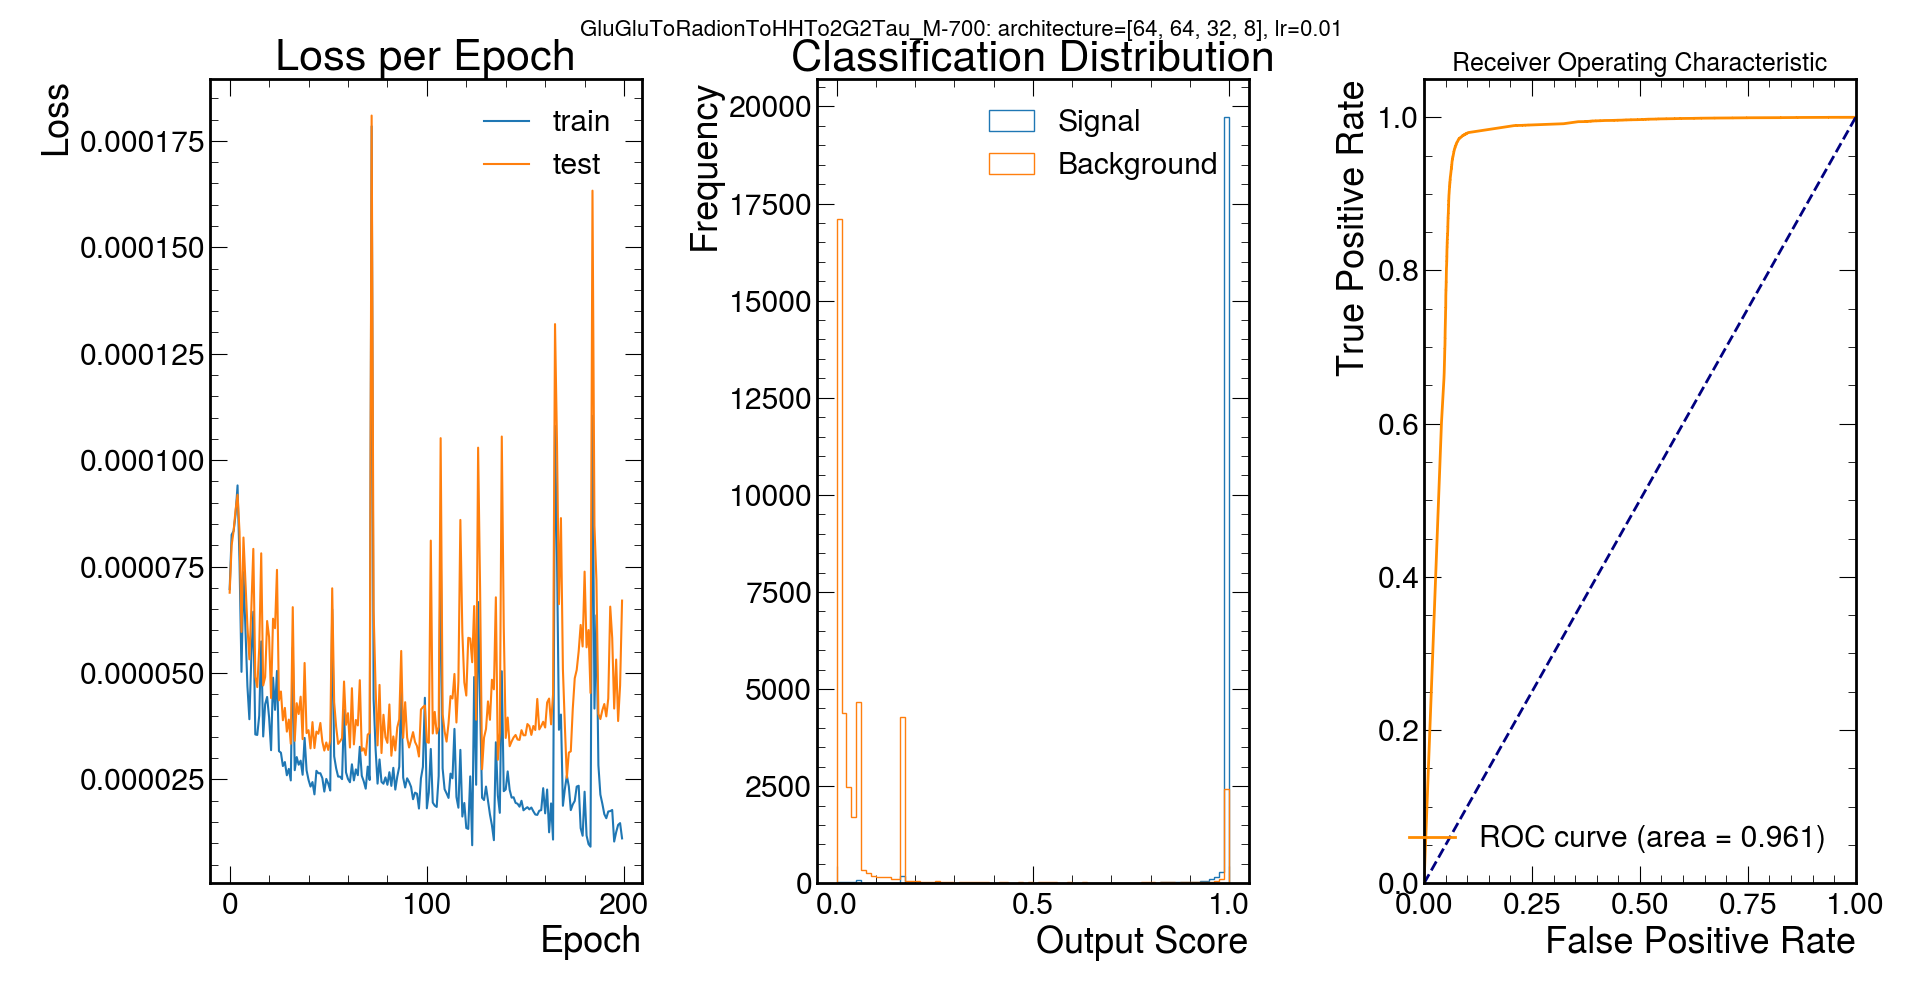 GluGluToRadionToHHTo2G2Tau_M-700: architecture=[64, 64, 32, 8], lr=0.01
Loss per Epoch
Loss
0.000175
0.000150
0.000125
0.000100
0.000075
0.000050
0.000025
train
test
0 100 200
Epoch
Classification Distribution
Frequency
20000
17500
15000
12500
10000
7500
5000
2500
0
Signal
Background
0.0 0.5 1.0
Output Score
Receiver Operating Characteristic
True Positive Rate
1.0
0.8
0.6
0.4
0.2
0.0
ROC curve (area = 0.961)
0.00 0.25 0.50 0.75 1.00
False Positive Rate